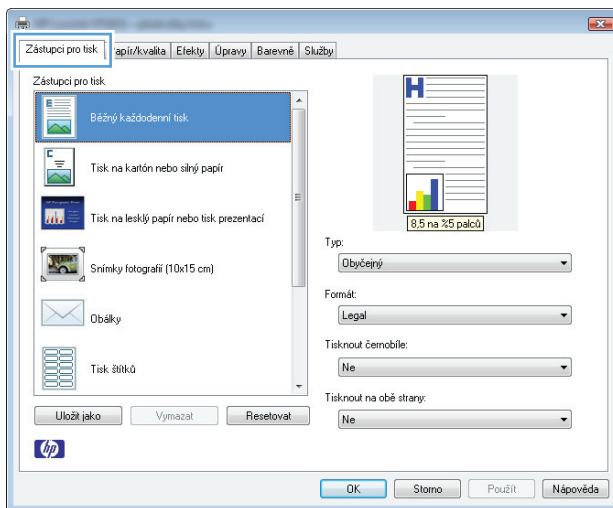 Zástupci pro tisk
apír/kvalita
Efekty
Úpravy
Barevně
Služby
Zástupci pro tisk
Běžný každodenní tisk
Tisk na kartón nebo silný papír
Tisk na lesklý papír nebo tisk prezentací
Snímky fotografií (10x15 cm)
Obálky
Tisk štítků
Uložit jako
Vymazat
Resetovat
hp
H
8,5 na %5 palců
Typ:
Obyčejný
Formát:
Legal
Tisknout černobíle:
Ne
Tisknout na obě strany:
Ne
OK
Storno
Použít
Nápověda